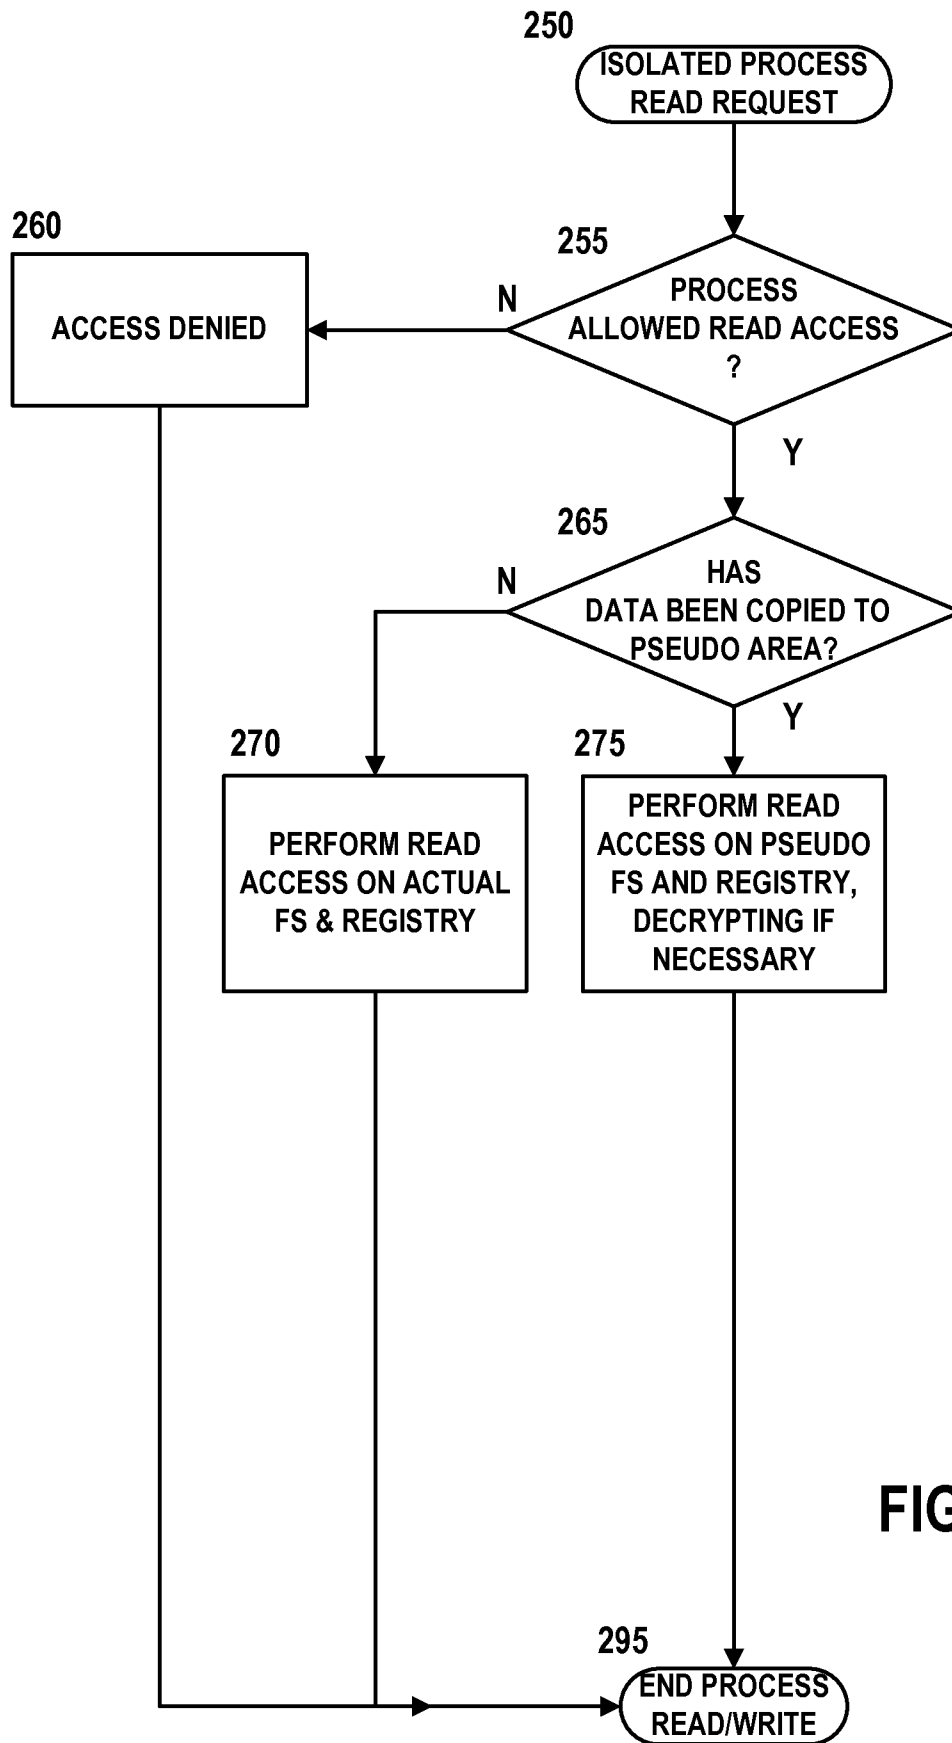 250
ISOLATED PROCESS
READ REQUEST
260
255
N
PROCESS
ALLOWED READ ACCESS
?
ACCESS DENIED
Y
265
N
HAS
DATA BEEN COPIED TO
PSEUDO AREA?
Y
270
275
PERFORM READ
ACCESS ON ACTUAL
FS & REGISTRY
PERFORM READ
ACCESS ON PSEUDO
FS AND REGISTRY,
DECRYPTING IF
NECESSARY
FIG
295
END PROCESS
READ/WRITE